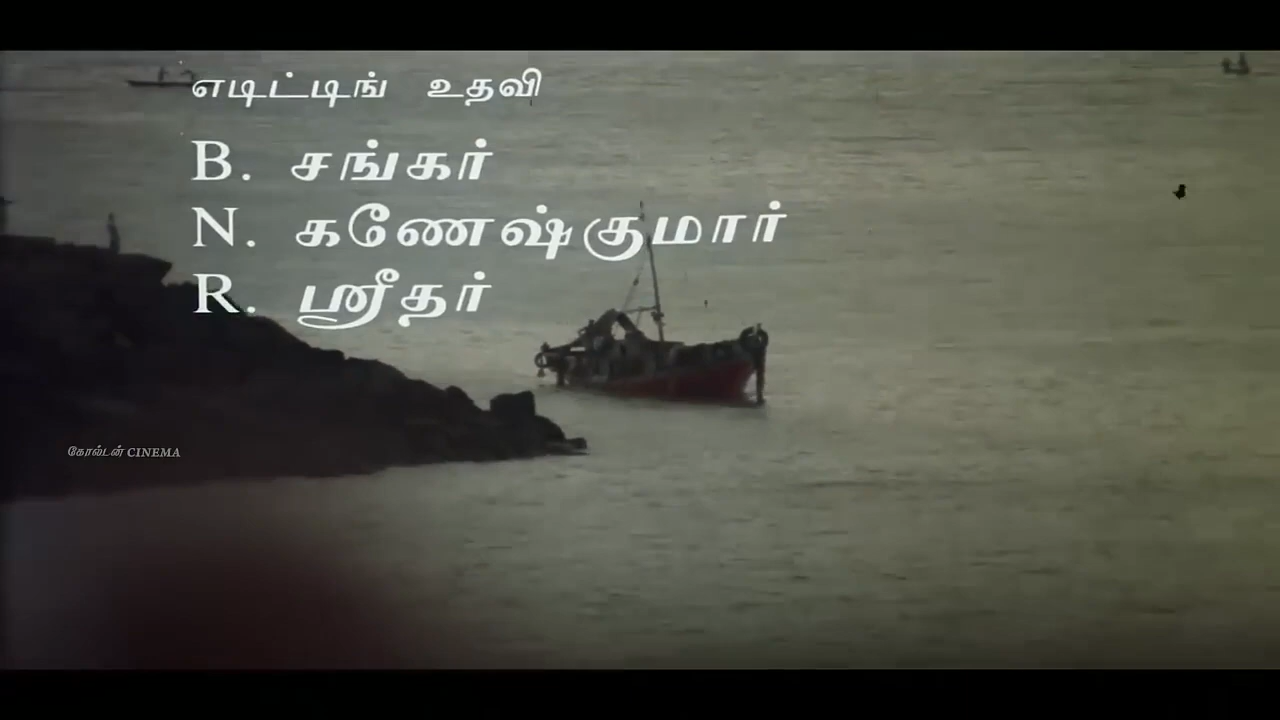 எடிட்டிங் உதவி
B. சங்கர்
N. கணேஷ்குமார்
R. ஸ்ரீதர்
கோல்டன் CINEMA